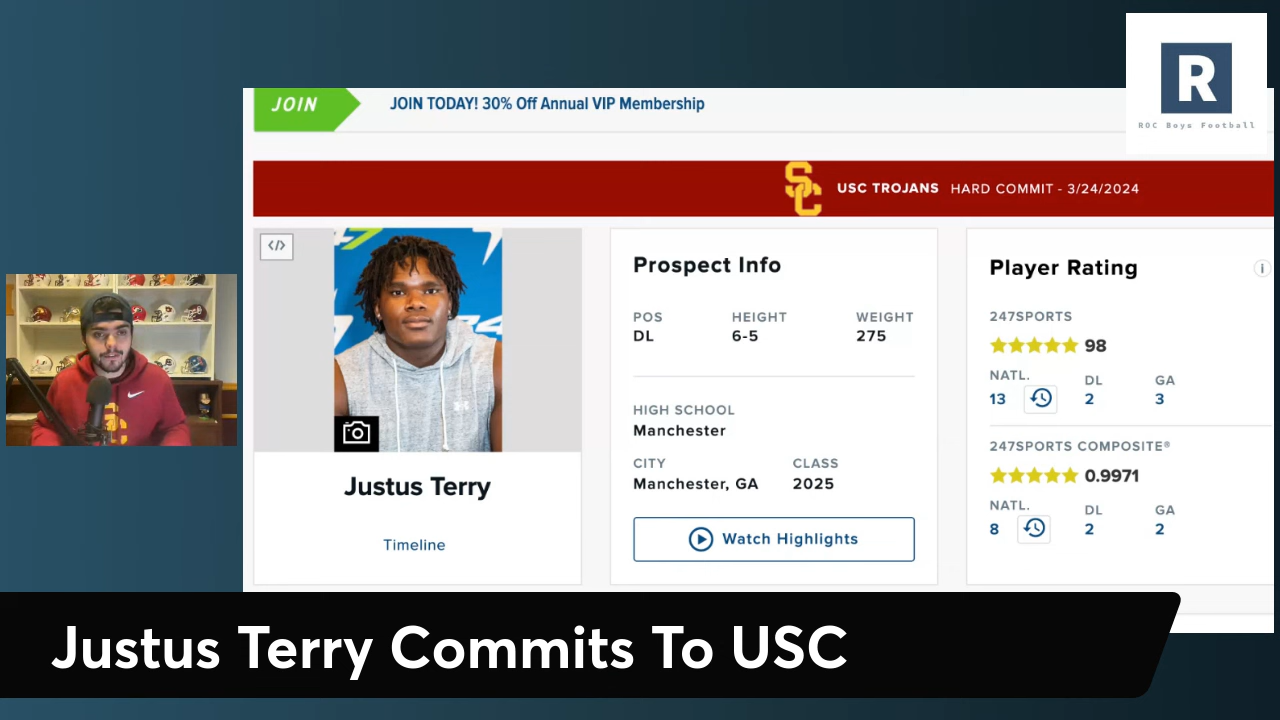 JOIN
JOIN TODAY! 30% Off Annual VIP Membership
R
ROC Boys Football
SC
USC TROJANS HARD COMMIT - 3/24/2024
</>
Justus Terry
Timeline
Prospect Info
POS HEIGHT WEIGHT
DL 6-5 275
HIGH SCHOOL
Manchester
CITY CLASS
Manchester, GA 2025
Watch Highlights
Player Rating
i
247SPORTS
98
NATL. DL GA
13 2 3
247SPORTS COMPOSITE®
0.9971
NATL. DL GA
8 2 2
Justus Terry Commits To USC